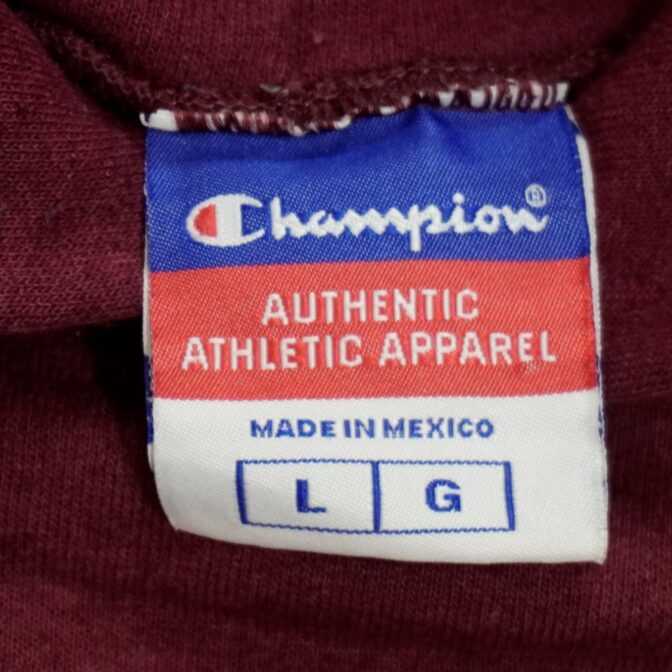 Champion®
AUTHENTIC
ATHLETIC APPAREL
MADE IN MEXICO
L G